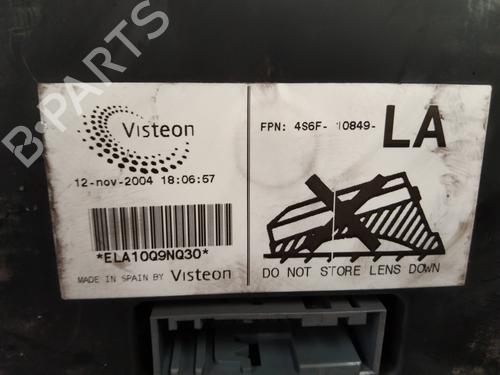 B-PARTS
Visteon
FPN: 4S6F- 10849- LA
12-nov-2004 18:06:57
*ELA10Q9NQ30*
MADE IN SPAIN BY Visteon
DO NOT STORE LENS DOWN